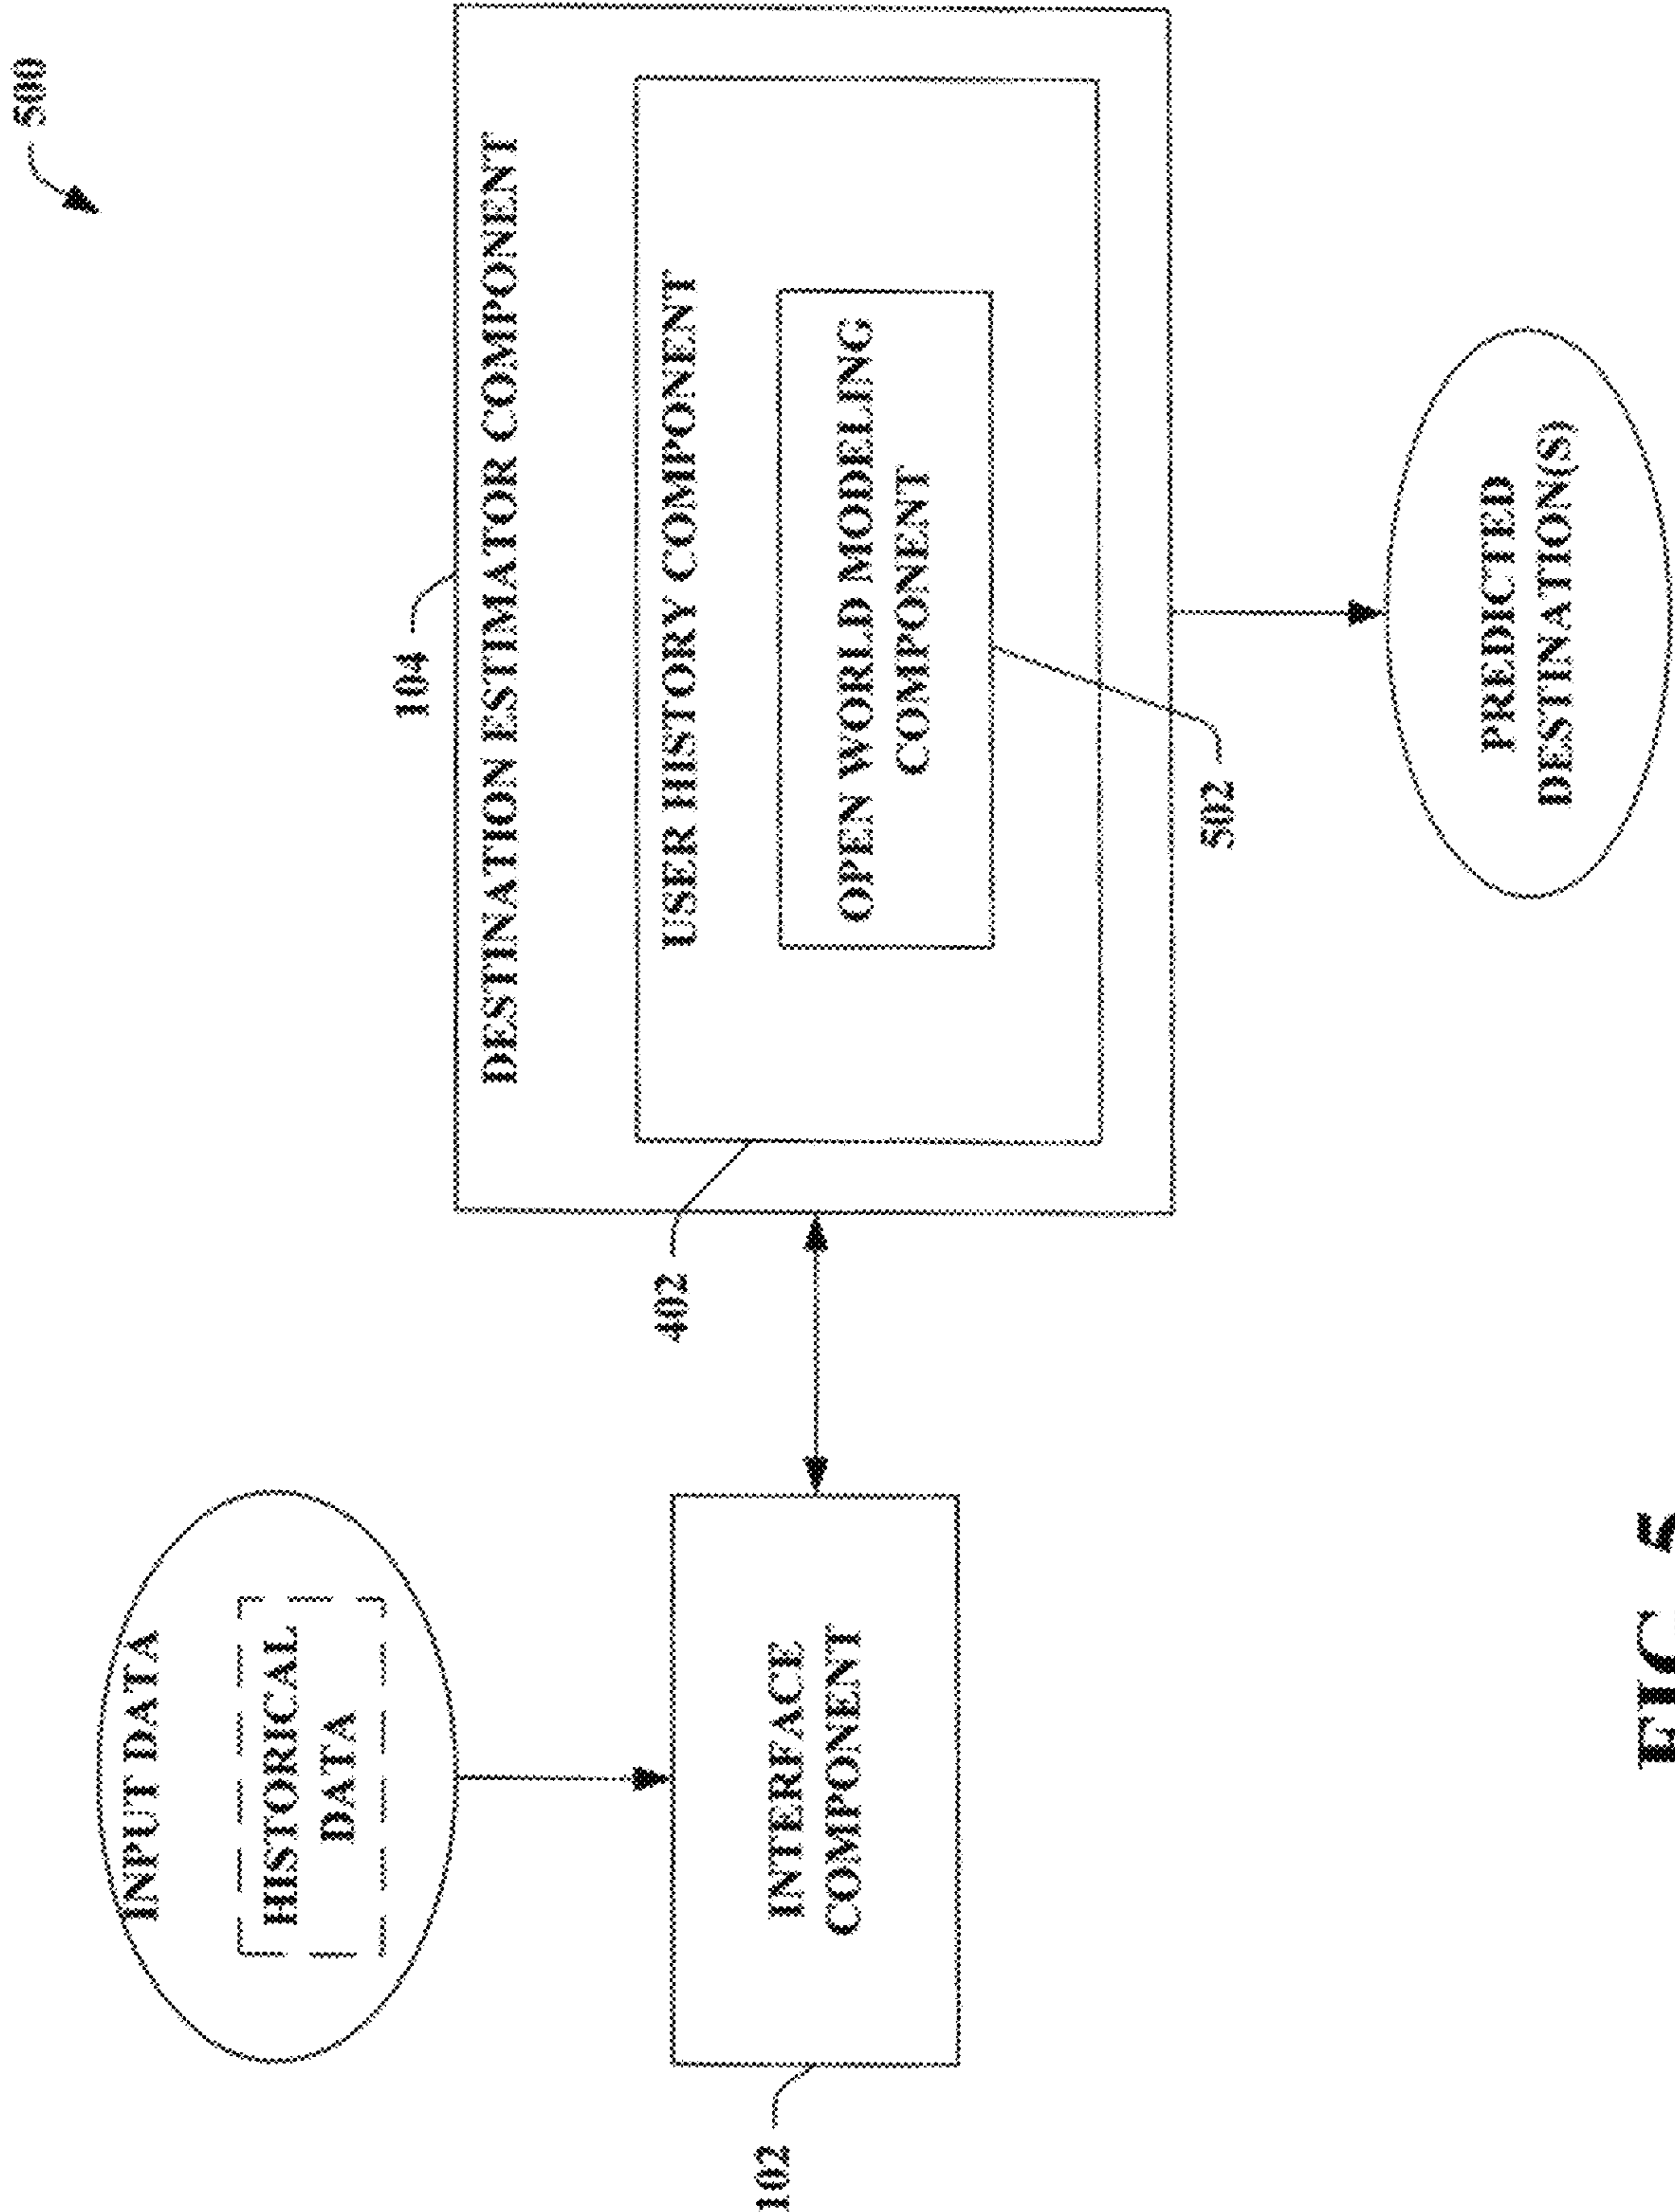 500
INPUT DATA
HISTORICAL
DATA
104
DESTINATION ESTIMATOR COMPONENT
402
USER HISTORY COMPONENT
102
INTERFACE
COMPONENT
OPEN WORLD MODELING
COMPONENT
502
PREDICTED
DESTINATION(S)
FIG. 5